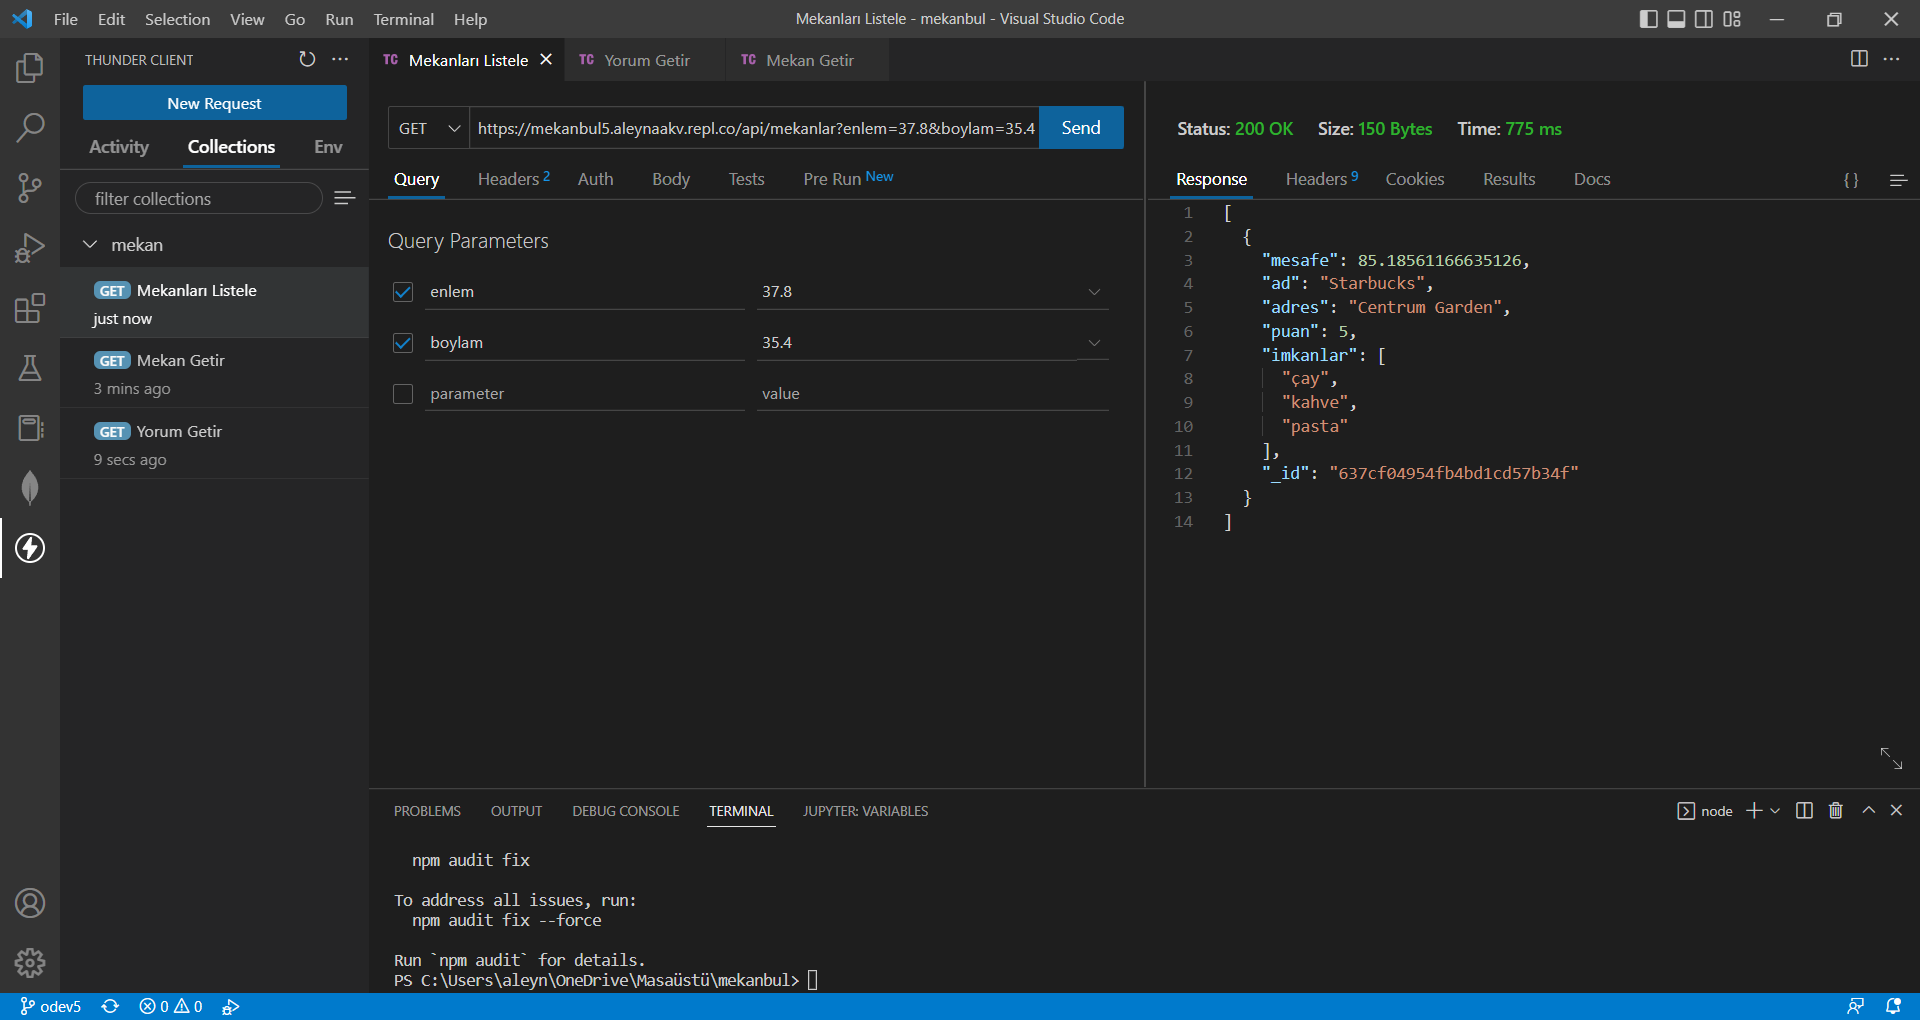 File Edit Selection View Go Run Terminal Help
Mekanları Listele - mekanbul - Visual Studio Code
THUNDER CLIENT
New Request
Activity Collections Env
filter collections
mekan
GET Mekanları Listele
just now
GET Mekan Getir
3 mins ago
GET Yorum Getir
9 secs ago
TC Mekanları Listele
TC Yorum Getir
TC Mekan Getir
GET https://mekanbul5.aleynaakv.repl.co/api/mekanlar?enlem=37.8&boylam=35.4 Send
Query Headers 2 Auth Body Tests Pre Run New
Query Parameters
enlem 37.8
boylam 35.4
parameter value
Status: 200 OK Size: 150 Bytes Time: 775 ms
Response Headers 9 Cookies Results Docs { }
1 [
2 {
3 "mesafe": 85.18561166635126,
4 "ad": "Starbucks",
5 "adres": "Centrum Garden",
6 "puan": 5,
7 "imkanlar": [
8 "çay",
9 "kahve",
10 "pasta"
11 ],
12 "_id": "637cf04954fb4bd1cd57b34f"
13 }
14 ]
PROBLEMS OUTPUT DEBUG CONSOLE TERMINAL JUPYTER: VARIABLES
node
npm audit fix
To address all issues, run:
npm audit fix --force
Run `npm audit` for details.
PS C:\Users\aleyn\OneDrive\Masaüstü\mekanbul>
odev5 0 0